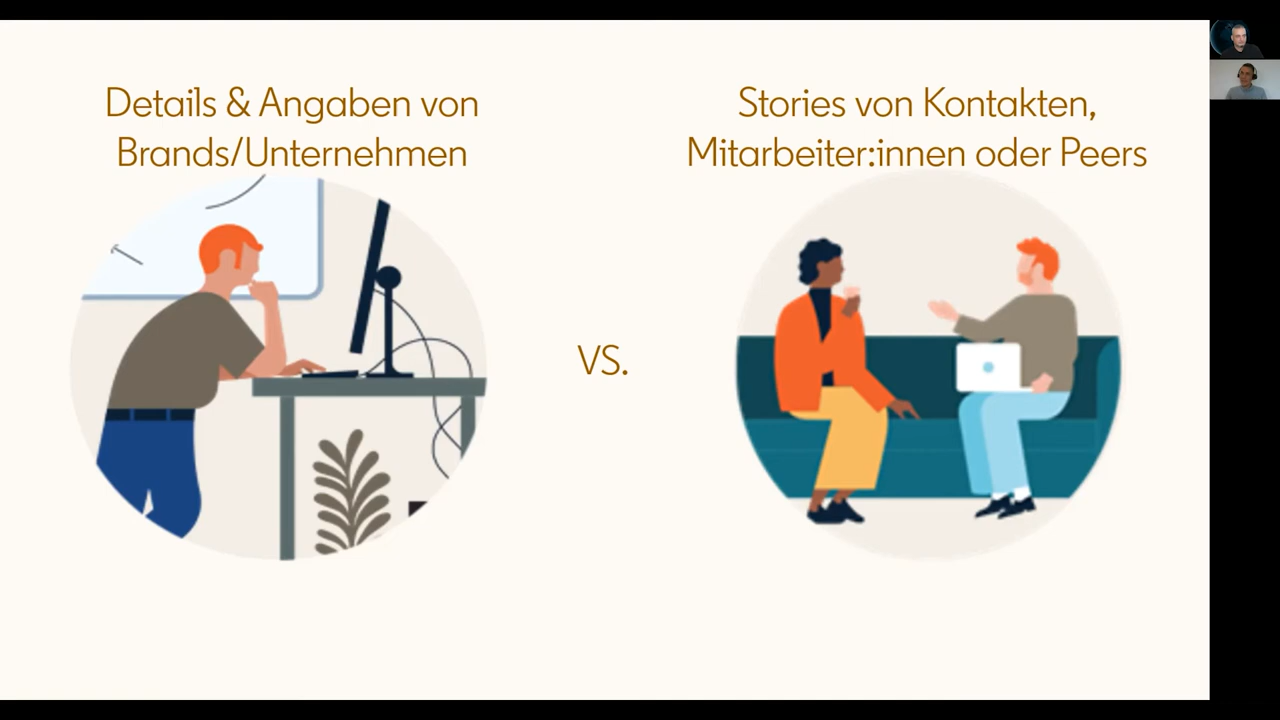 Details & Angaben von
Brands/Unternehmen
Stories von Kontakten,
Mitarbeiter:innen oder Peers
VS.